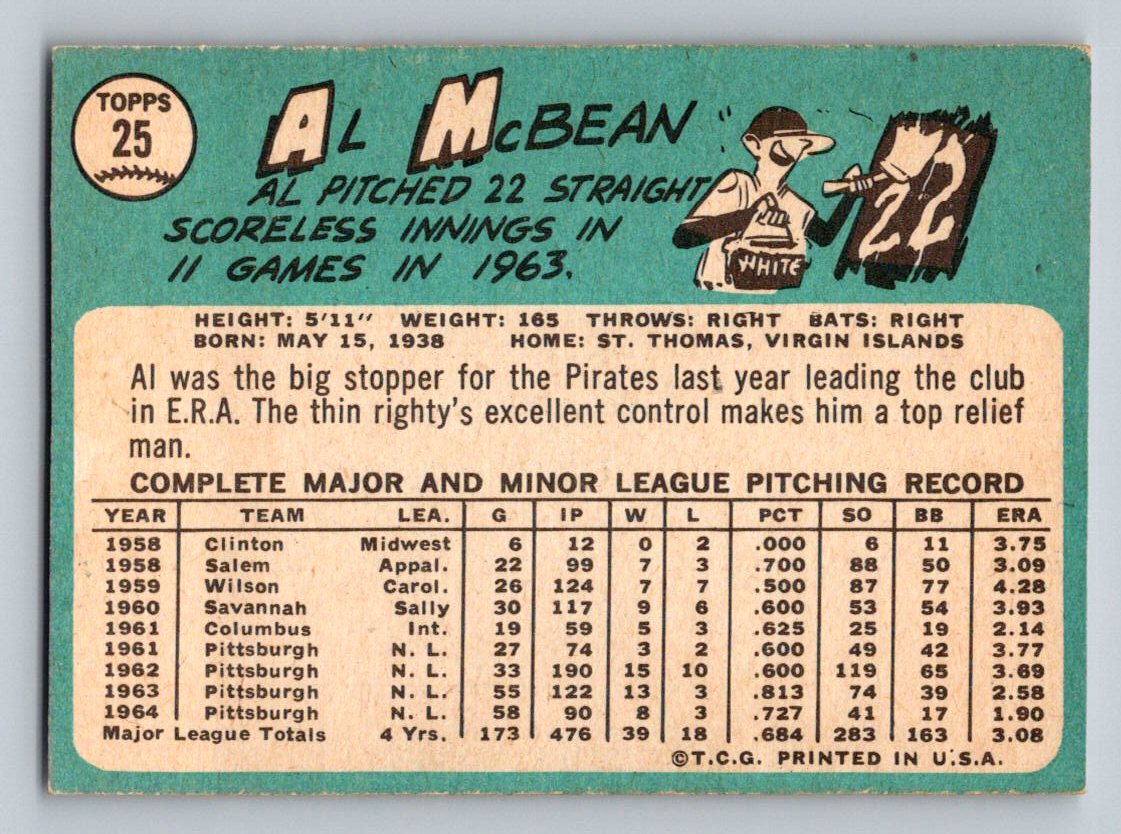 TOPPS
25
AL McBEAN
AL PITCHED 22 STRAIGHT
SCORELESS INNINGS IN
11 GAMES IN 1963.
22
WHITE
HEIGHT: 5'11" WEIGHT: 165 THROWS: RIGHT BATS: RIGHT
BORN: MAY 15, 1938 HOME: ST. THOMAS, VIRGIN ISLANDS
Al was the big stopper for the Pirates last year leading the club
in E.R.A. The thin righty's excellent control makes him a top relief
man.
COMPLETE MAJOR AND MINOR LEAGUE PITCHING RECORD
YEAR TEAM LEA. G IP W L PCT SO BB ERA
1958 Clinton Midwest 6 12 0 2 .000 6 11 3.75
1958 Salem Appal. 22 99 7 3 .700 88 50 3.09
1959 Wilson Carol. 26 124 7 7 .500 87 77 4.28
1960 Savannah Sally 30 117 9 6 .600 53 54 3.93
1961 Columbus Int. 19 59 5 3 .625 25 19 2.14
1961 Pittsburgh N. L. 27 74 3 2 .600 49 42 3.77
1962 Pittsburgh N. L. 33 190 15 10 .600 119 65 3.69
1963 Pittsburgh N. L. 55 122 13 3 .813 74 39 2.58
1964 Pittsburgh N. L. 58 90 8 3 .727 41 17 1.90
Major League Totals 4 Yrs. 173 476 39 18 .684 283 163 3.08
©T.C.G. PRINTED IN U.S.A.